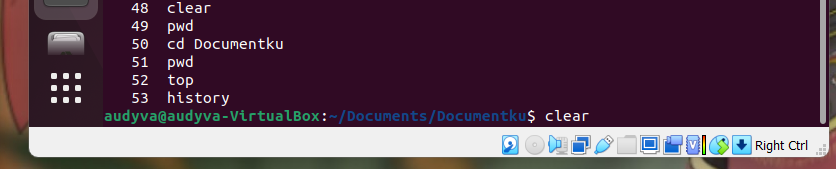 48 clear
49 pwd
50 cd Documentku
51 pwd
52 top
53 history
audyva@audyva-VirtualBox:~/Documents/Documentku$ clear
Right Ctrl